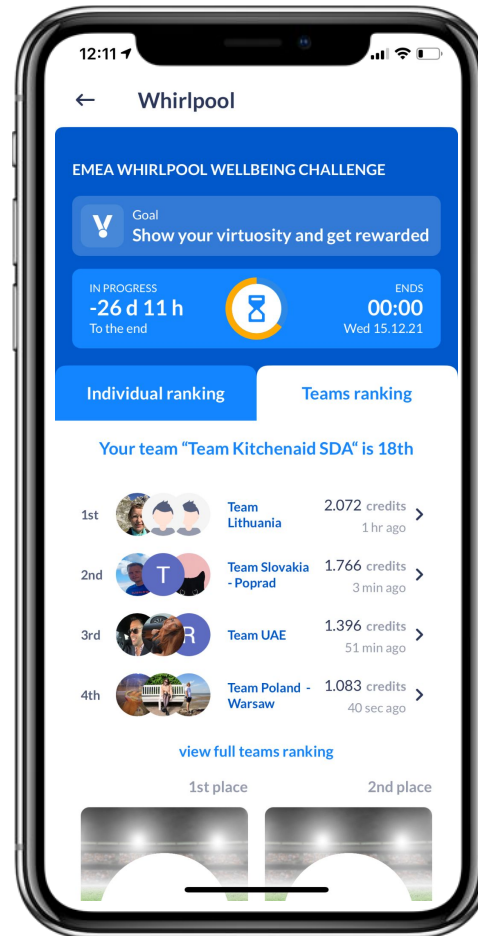 12:11
Whirlpool
EMEA WHIRLPOOL WELLBEING CHALLENGE
Goal
Show your virtuosity and get rewarded
IN PROGRESS
-26 d 11 h
To the end
ENDS
00:00
Wed 15.12.21
Individual ranking
Teams ranking
Your team “Team Kitchenaid SDA“ is 18th
1st
Team
Lithuania
2.072 credits
1 hr ago
2nd
T
Team Slovakia
- Poprad
1.766 credits
3 min ago
3rd
R
Team UAE
1.396 credits
51 min ago
4th
Team Poland -
Warsaw
1.083 credits
40 sec ago
view full teams ranking
1st place
2nd place